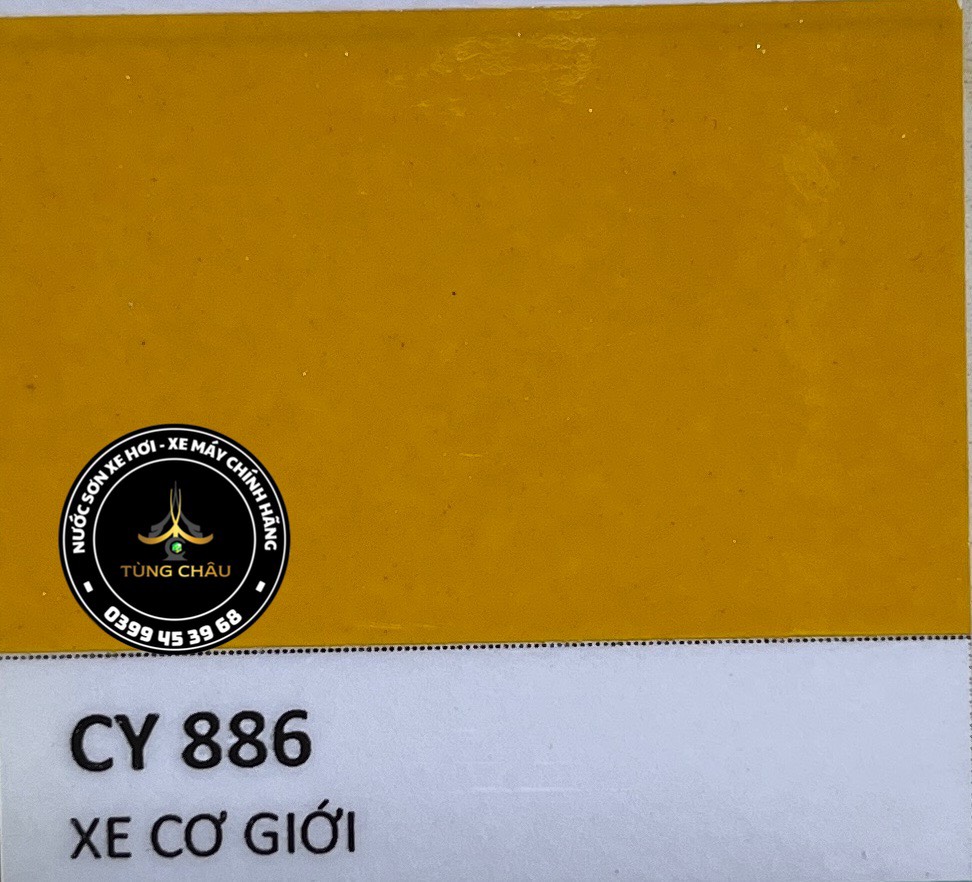 NƯỚC SƠN XE HƠI - XE MÁY CHÍNH HÃNG
TÙNG CHÂU
0399 45 39 68
CY 886
XE CƠ GIỚI